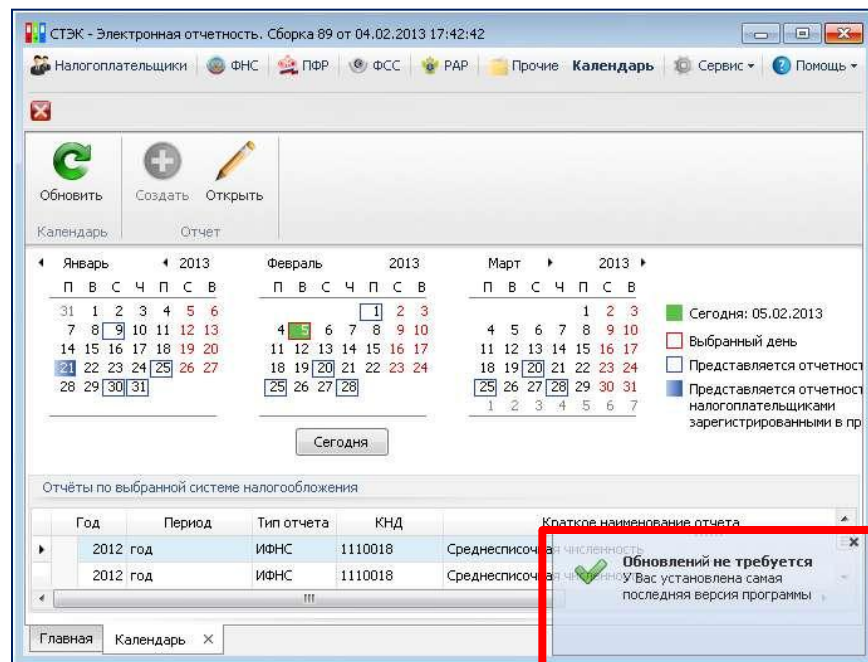 СТЭК - Электронная отчетность. Сборка 89 от 04.02.2013 17:42:42
Налогоплательщики ФНС ПФР ФСС РАР Прочие Календарь Сервис Помощь
Обновить Создать Открыть
Календарь Отчет
Январь 2013 Февраль 2013 Март 2013
П В С Ч П С В П В С Ч П С В П В С Ч П С В
31 1 2 3 4 5 6 1 2 3 1 2 3
7 8 9 10 11 12 13 4 5 6 7 8 9 10 4 5 6 7 8 9 10
14 15 16 17 18 19 20 11 12 13 14 15 16 17 11 12 13 14 15 16 17
21 22 23 24 25 26 27 18 19 20 21 22 23 24 18 19 20 21 22 23 24
28 29 30 31 25 26 27 28 25 26 27 28 29 30 31
1 2 3 4 5 6 7
Сегодня: 05.02.2013
Выбранный день
Представляется отчетност
Представляется отчетност
налогоплательщиками
зарегистрированными в пр
Сегодня
Отчёты по выбранной системе налогообложения
Год Период Тип отчета КНД Краткое наименование отчета
2012 год ИФНС 1110018 Среднесписочная численность
2012 год ИФНС 1110018 Среднесписочная численность
Обновлений не требуется
У Вас установлена самая
последняя версия программы
Главная Календарь